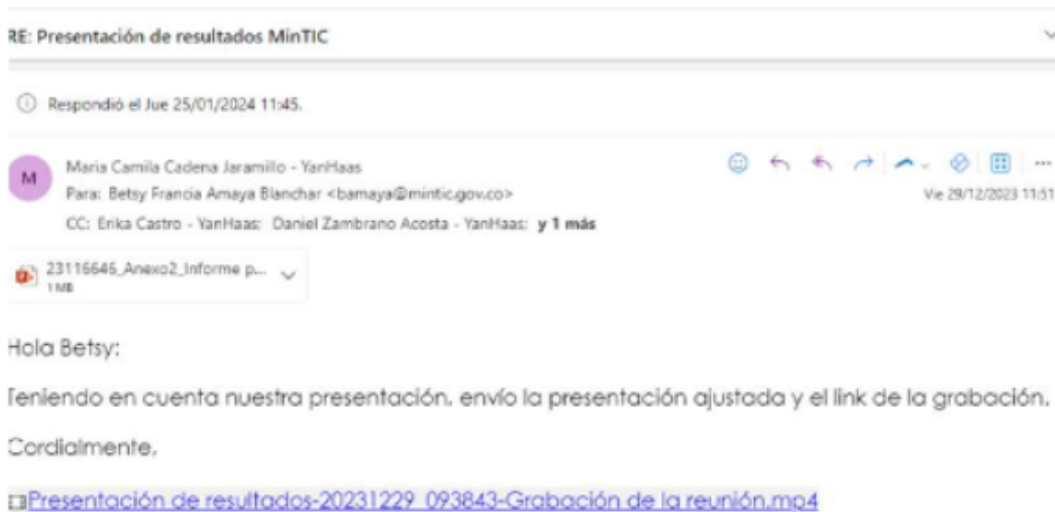 RE: Presentación de resultados MinTIC
Respondió el Jue 25/01/2024 11:45.
M
Maria Camila Cadena Jaramillo - YanHaas
Para: Betsy Francia Amaya Blanchar <bamaya@mintic.gov.co>
Vie 29/12/2023 11:51
CC: Erika Castro - YanHaas; Daniel Zambrano Acosta - YanHaas; y 1 más
23116646_Anexo2_Informe p...
1 MB
Hola Betsy:
Teniendo en cuenta nuestra presentación, envío la presentación ajustada y el link de la grabación.
Cordialmente,
Presentación de resultados-20231229_093843-Grabación de la reunión.mp4